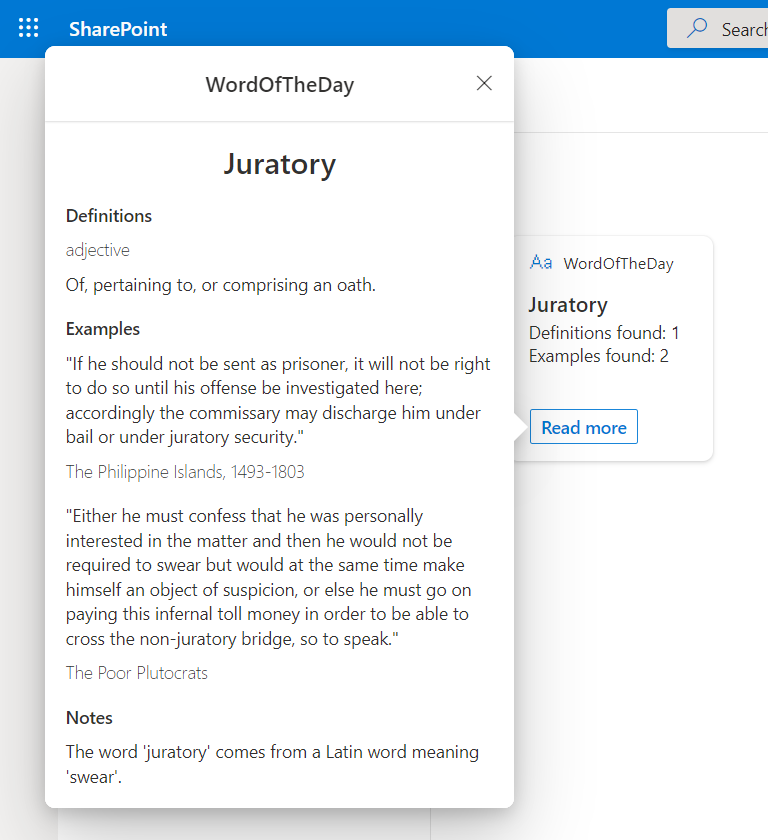 SharePoint
Search
WordOfTheDay
Juratory
Definitions
adjective
Of, pertaining to, or comprising an oath.
Examples
"If he should not be sent as prisoner, it will not be right
to do so until his offense be investigated here;
accordingly the commissary may discharge him under
bail or under juratory security."
The Philippine Islands, 1493-1803
"Either he must confess that he was personally
interested in the matter and then he would not be
required to swear but would at the same time make
himself an object of suspicion, or else he must go on
paying this infernal toll money in order to be able to
cross the non-juratory bridge, so to speak."
The Poor Plutocrats
Notes
The word 'juratory' comes from a Latin word meaning
'swear'.
Aa WordOfTheDay
Juratory
Definitions found: 1
Examples found: 2
Read more